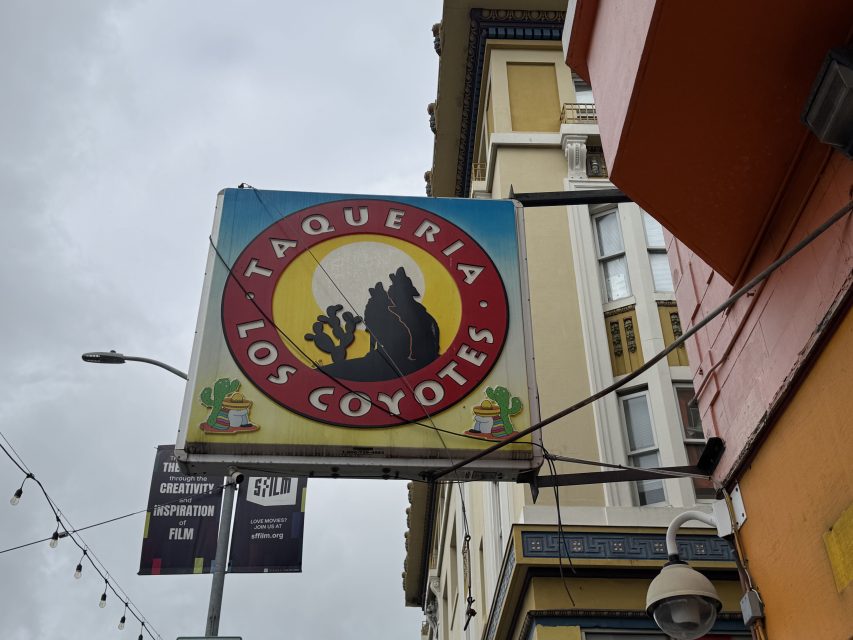 TAQUERIA
LOS COYOTES
THE
through the
CREATIVITY
and
INSPIRATION
of
FILM
SFFILM
LOVE MOVIES?
JOIN US AT
sffilm.org